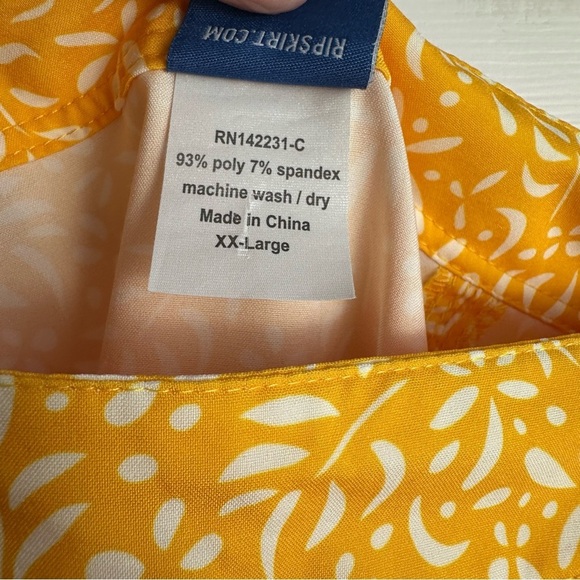 RIPSKIRT.COM
RN142231-C
93% poly 7% spandex
machine wash / dry
Made in China
XX-Large